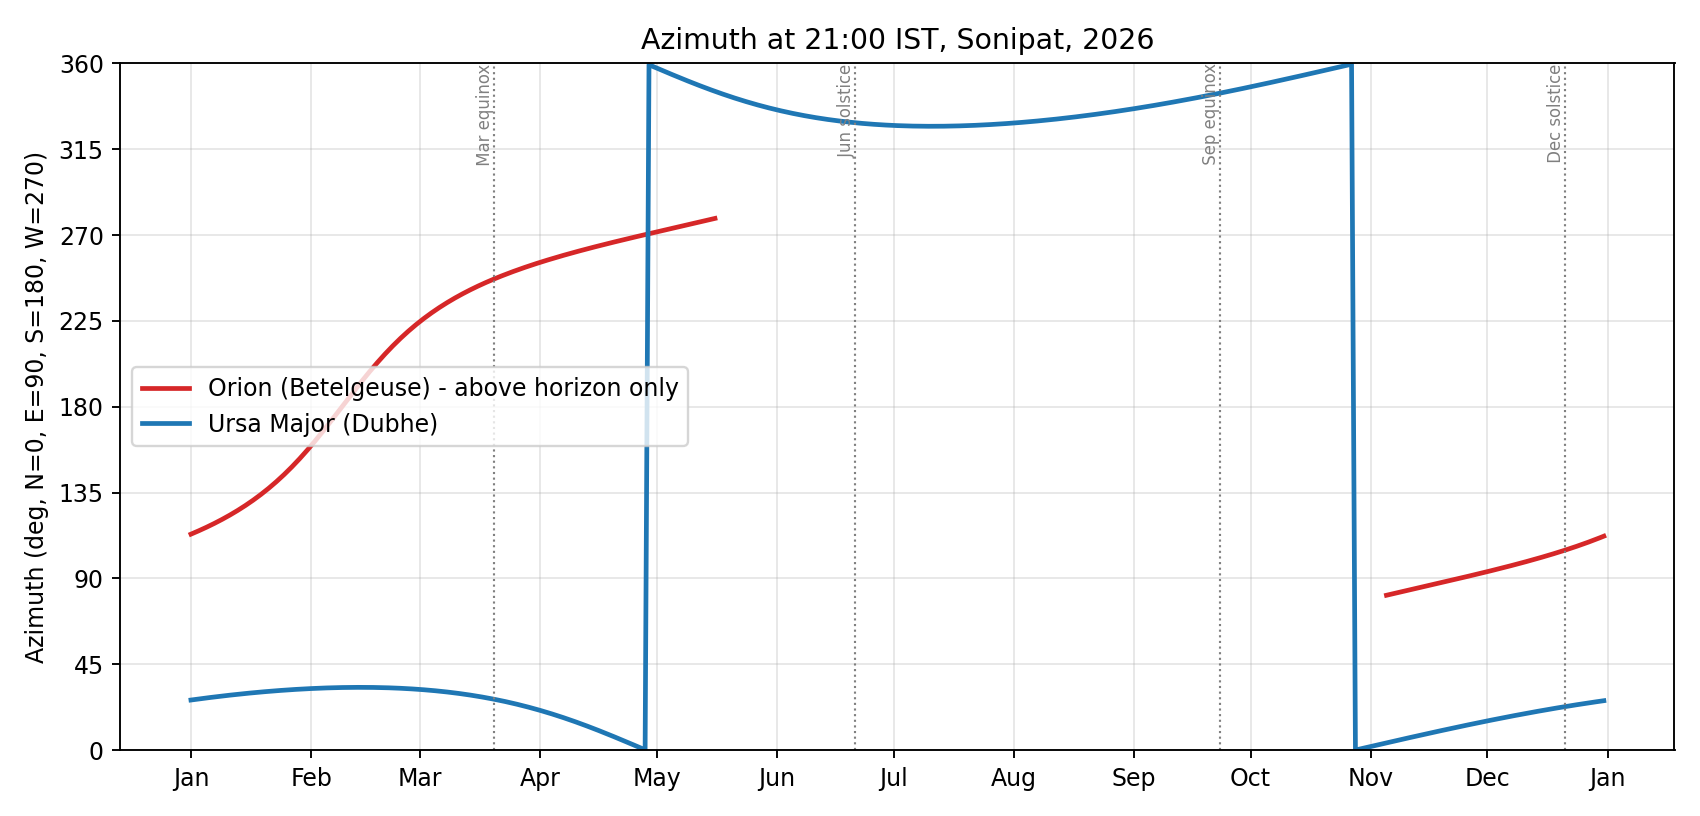 Azimuth at 21:00 IST, Sonipat, 2026
Azimuth (deg, N=0, E=90, S=180, W=270)
360
315
270
225
180
135
90
45
0
Mar equinox
Jun solstice
Sep equinox
Dec solstice
Orion (Betelgeuse) - above horizon only
Ursa Major (Dubhe)
Jan Feb Mar Apr May Jun Jul Aug Sep Oct Nov Dec Jan